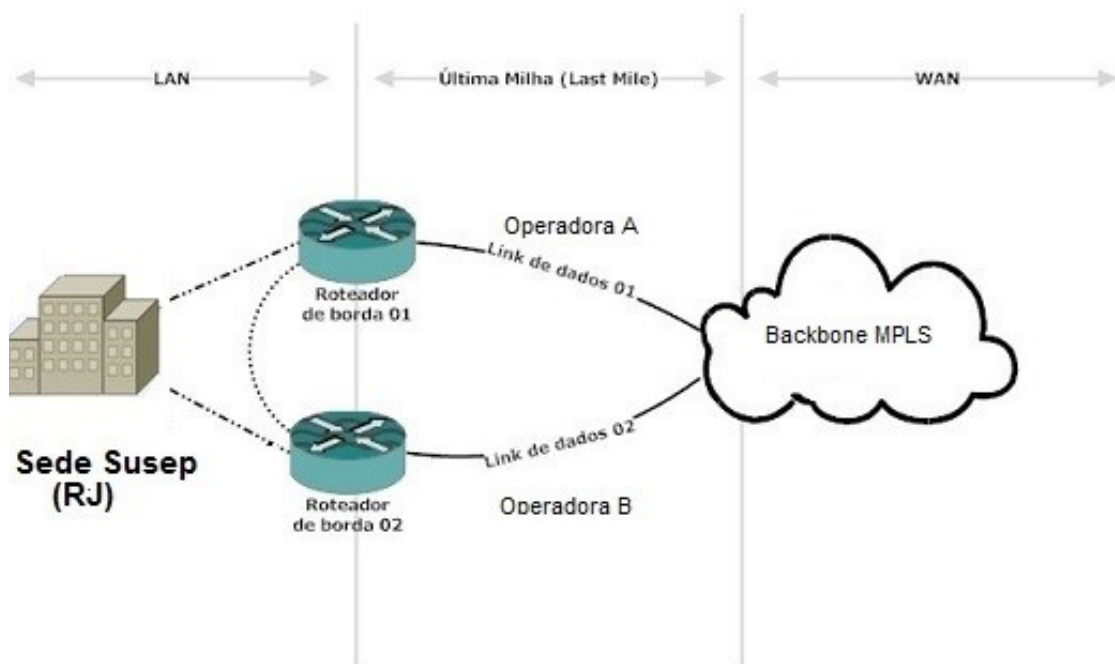 LAN
Última Milha (Last Mile)
WAN
Operadora A
Link de dados 01
Roteador
de borda 01
Backbone MPLS
Sede Susep
(RJ)
Link de dados 02
Operadora B
Roteador
de borda 02